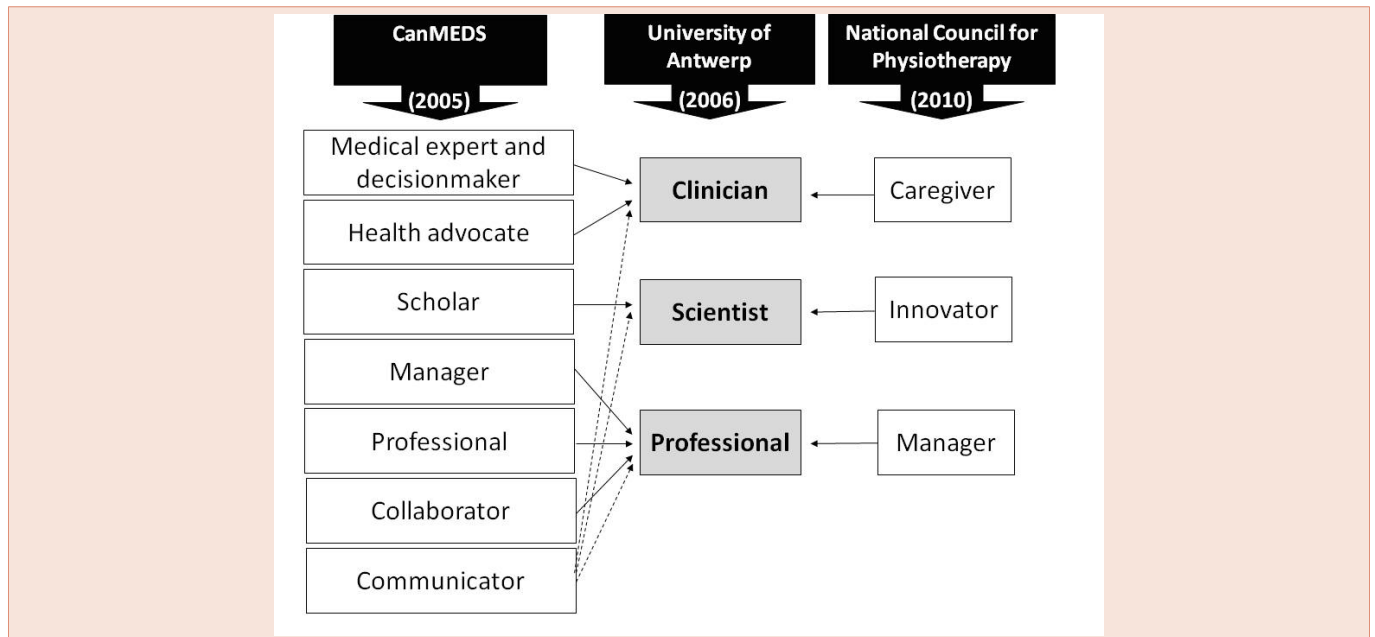 CanMEDS
(2005)
University of
Antwerp
(2006)
National Council for
Physiotherapy
(2010)
Medical expert and
decisionmaker
Health advocate
Scholar
Manager
Professional
Collaborator
Communicator
Clinician
Scientist
Professional
Caregiver
Innovator
Manager